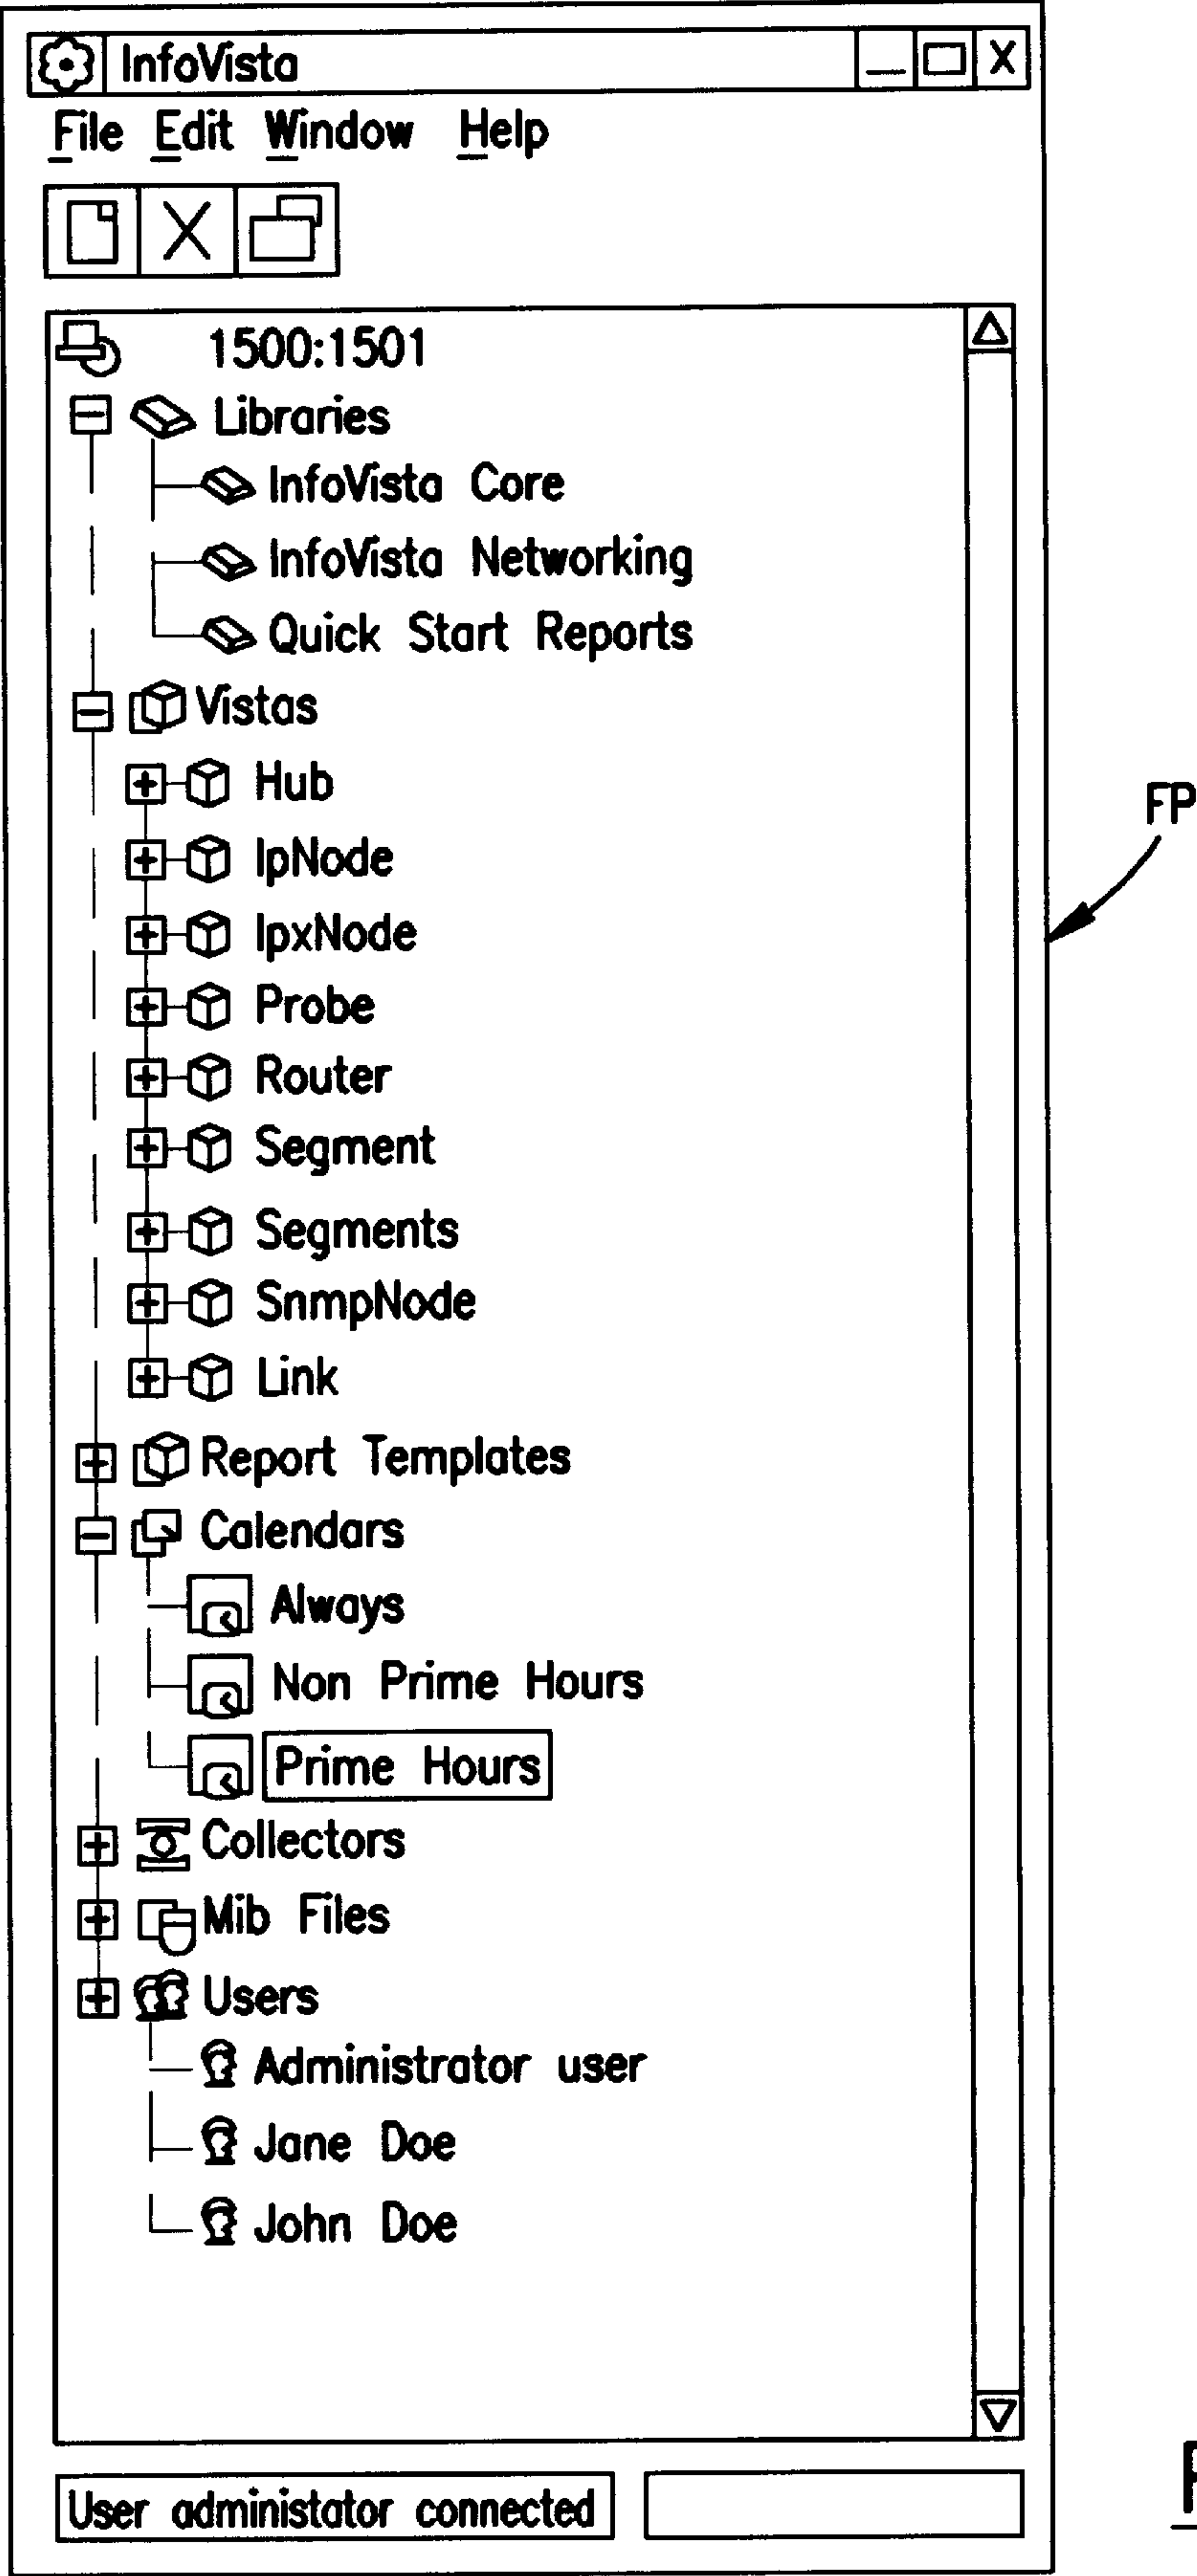 InfoVista _ X
File Edit Window Help
1500:1501
Libraries
InfoVista Core
InfoVista Networking
Quick Start Reports
Vistas
Hub
FP
IpNode
IpxNode
Probe
Router
Segment
Segments
SnmpNode
Link
Report Templates
Calendars
Always
Non Prime Hours
Prime Hours
Collectors
Mib Files
Users
Administrator user
Jane Doe
John Doe
User administator connected